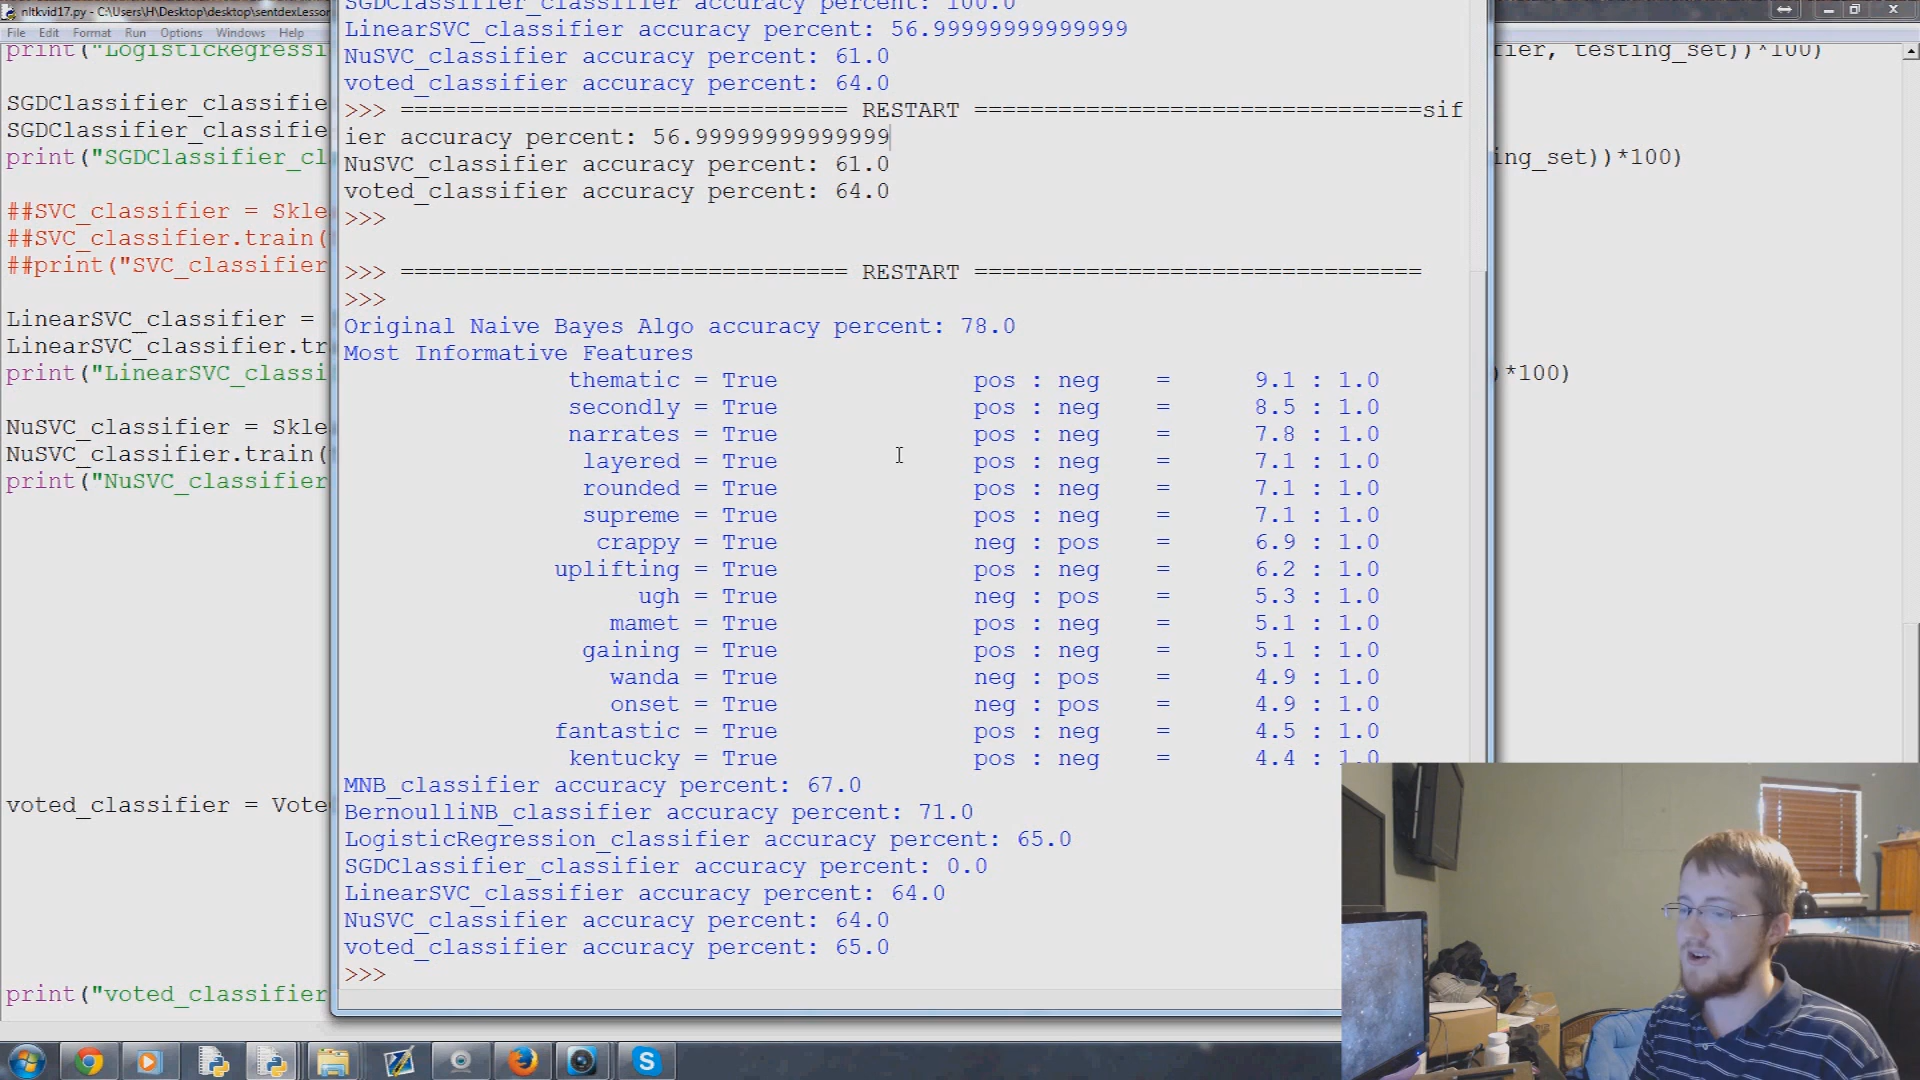 nltkvid17.py - C:\Users\H\Desktop\desktop\sentdexLesson
File Edit Format Run Options Windows Help
print("LogisticRegressi
SGDClassifier_classifie
SGDClassifier_classifie
print("SGDClassifier_cl
##SVC_classifier = Skle
##SVC_classifier.train(
##print("SVC_classifier
LinearSVC_classifier =
LinearSVC_classifier.tr
print("LinearSVC_classi
NuSVC_classifier = Skle
NuSVC_classifier.train(
print("NuSVC_classifier
voted_classifier = Vote
print("voted_classifier
SGDClassifier_classifier accuracy percent: 100.0
LinearSVC_classifier accuracy percent: 56.99999999999999
NuSVC_classifier accuracy percent: 61.0
voted_classifier accuracy percent: 64.0
>>> ================================ RESTART ================================sif
ier accuracy percent: 56.99999999999999
NuSVC_classifier accuracy percent: 61.0
voted_classifier accuracy percent: 64.0
>>>
>>> ================================ RESTART ================================
>>>
Original Naive Bayes Algo accuracy percent: 78.0
Most Informative Features
thematic = True pos : neg = 9.1 : 1.0
secondly = True pos : neg = 8.5 : 1.0
narrates = True pos : neg = 7.8 : 1.0
layered = True pos : neg = 7.1 : 1.0
rounded = True pos : neg = 7.1 : 1.0
supreme = True pos : neg = 7.1 : 1.0
crappy = True neg : pos = 6.9 : 1.0
uplifting = True pos : neg = 6.2 : 1.0
ugh = True neg : pos = 5.3 : 1.0
mamet = True pos : neg = 5.1 : 1.0
gaining = True pos : neg = 5.1 : 1.0
wanda = True neg : pos = 4.9 : 1.0
onset = True neg : pos = 4.9 : 1.0
fantastic = True pos : neg = 4.5 : 1.0
kentucky = True pos : neg = 4.4 : 1.0
MNB_classifier accuracy percent: 67.0
BernoulliNB_classifier accuracy percent: 71.0
LogisticRegression_classifier accuracy percent: 65.0
SGDClassifier_classifier accuracy percent: 0.0
LinearSVC_classifier accuracy percent: 64.0
NuSVC_classifier accuracy percent: 64.0
voted_classifier accuracy percent: 65.0
>>>
fier, testing_set))*100)
ing_set))*100)
)*100)